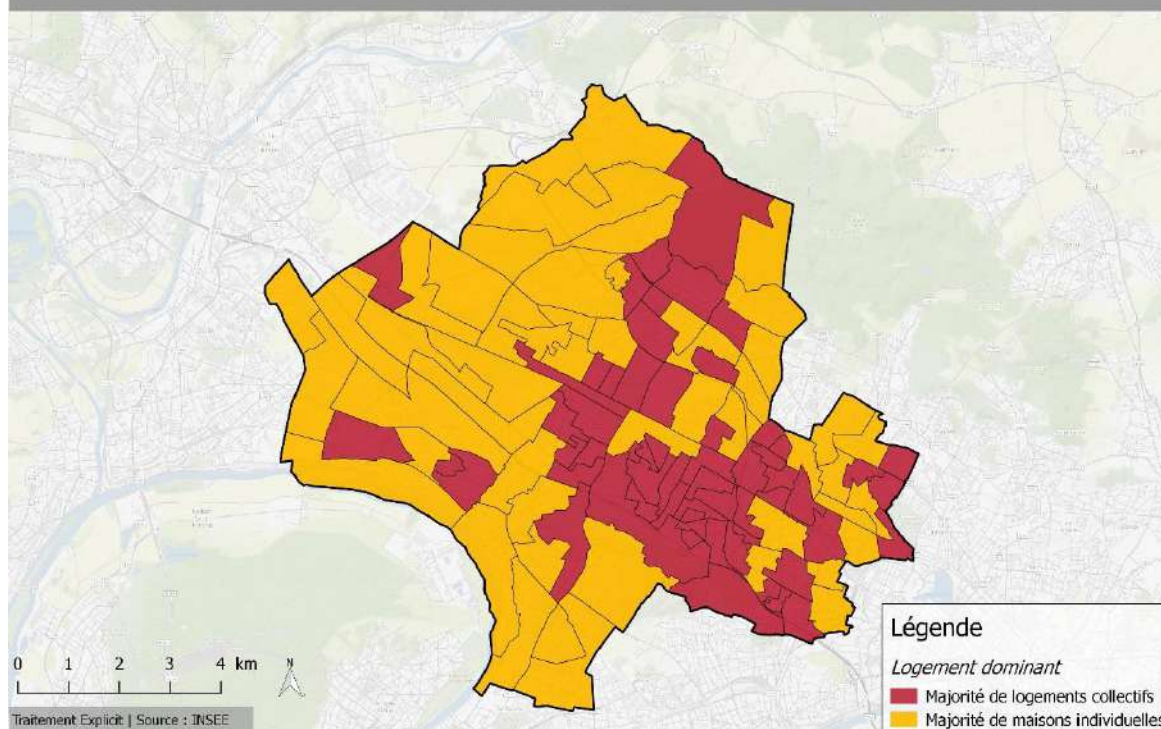 0 1 2 3 4 km
N
Traitement Explicit | Source : INSEE
Légende
Logement dominant
Majorité de logements collectifs
Majorité de maisons individuelles